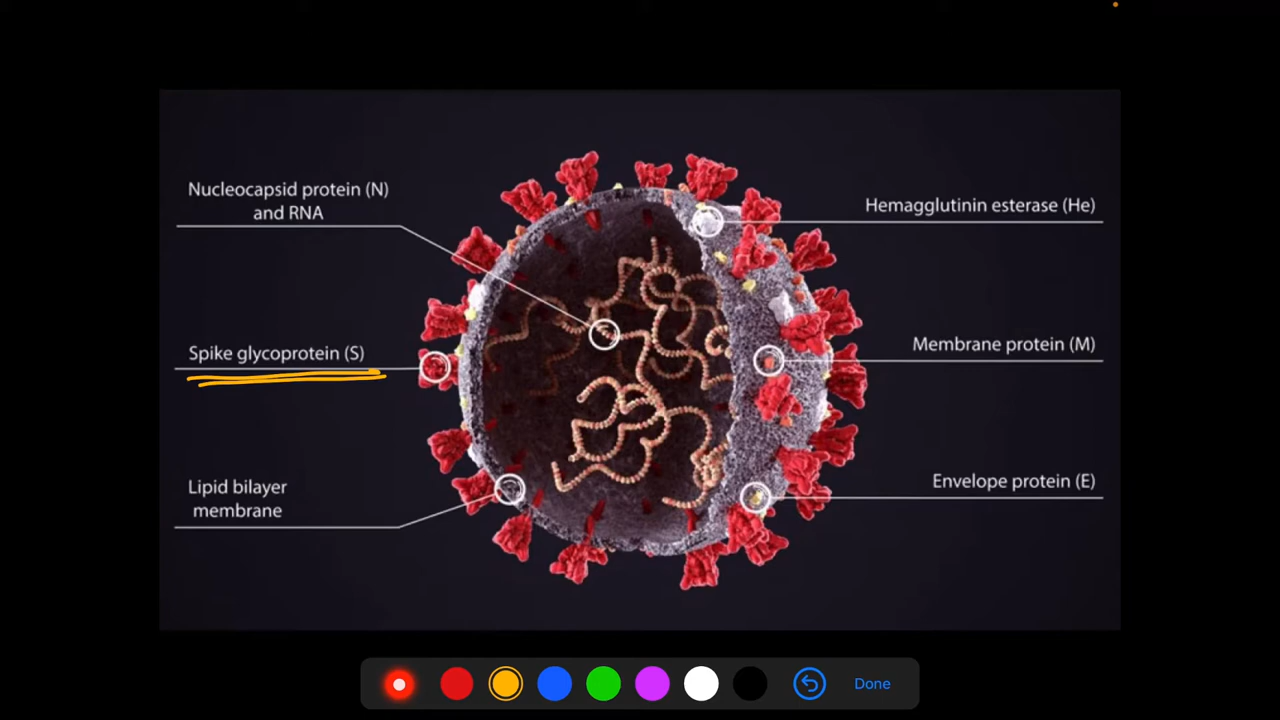 Nucleocapsid protein (N)
and RNA
Hemagglutinin esterase (He)
Spike glycoprotein (S)
Membrane protein (M)
Lipid bilayer
membrane
Envelope protein (E)
Done